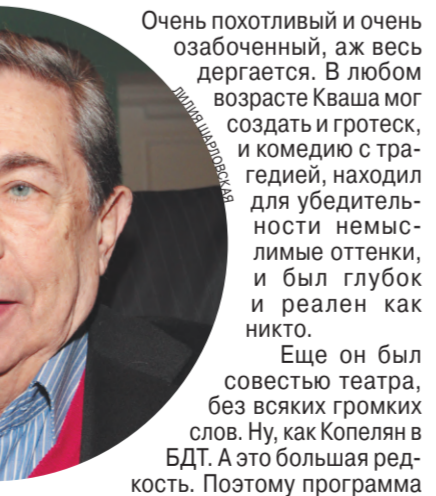 Очень похотливый и очень
озабоченный, аж весь
дергается. В любом
возрасте Кваша мог
создать и гротеск,
и комедию с тра-
гедией, находил
для убедитель-
ности немыс-
лимые оттенки,
и был глубок
и реален как
никто.
Еще он был
совестью театра,
без всяких громких
слов. Ну, как Копелян в
БДТ. А это большая ред-
кость. Поэтому программа
ЛИЛИЯ ШАРЛОВСКАЯ